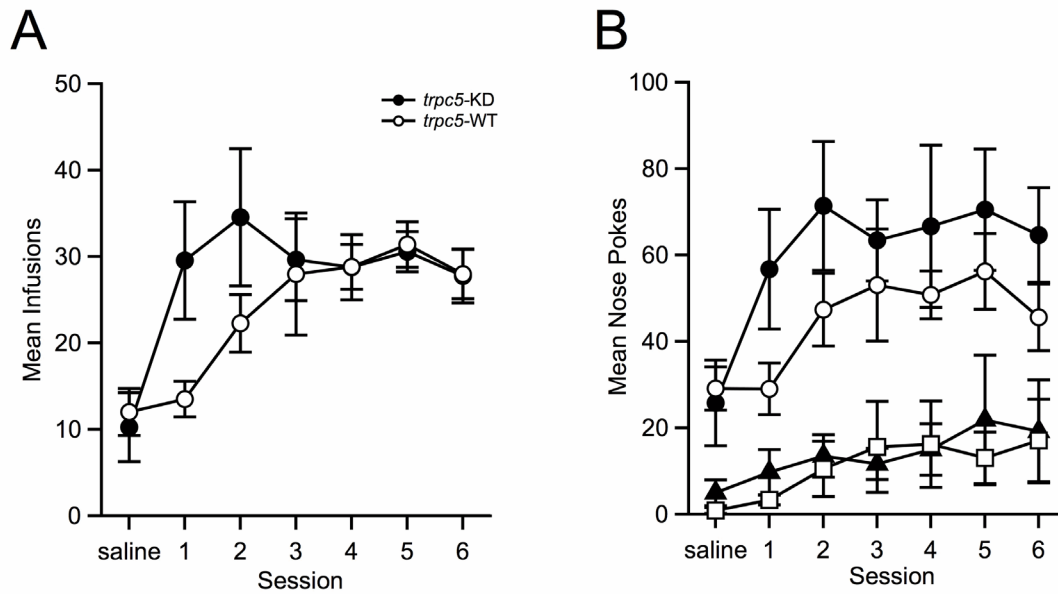 A
Mean Infusions
50
40
30
20
10
0
trpc5-KD
trpc5-WT
saline 1 2 3 4 5 6
Session
B
Mean Nose Pokes
100
80
60
40
20
0
saline 1 2 3 4 5 6
Session